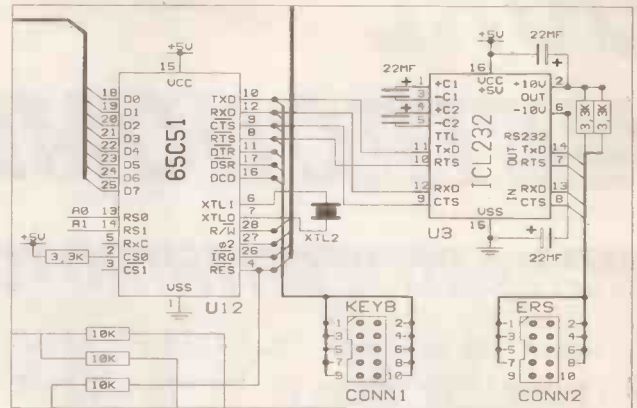 +5V
15
VCC
65C51
18 D0
19 D1
20 D2
21 D3
22 D4
23 D5
24 D6
25 D7
A0 13 RS0
A1 14 RS1
5 RxC
+5V
3,3K
2 CS0
3 CS1
VSS
1
U12
TXD 10
RXD 12
CTS 9
RTS 8
DTR 11
DSR 17
DCD 16
XTL1 6
XTLO 7
R/W 28
ø2 27
IRQ 26
RES 4
XTL2
10K
10K
10K
+5V
22MF
+
16
VCC
+5V
22MF
+
+
1 +C1
3 -C1
4 +C2
5 -C2
TTL
11 TxD
10 RTS
12 RXD
9 CTS
ICL232
+10V 2
OUT
-10V 6
RS232
TxD 14
OUT
RTS 7
RXD 13
IN
CTS 8
VSS
16
U3
+
22MF
3,3K
3,3K
KEYB
1 2
3 4
5 6
7 8
9 10
CONN1
ERS
1 2
3 4
5 6
7 8
9 10
CONN2